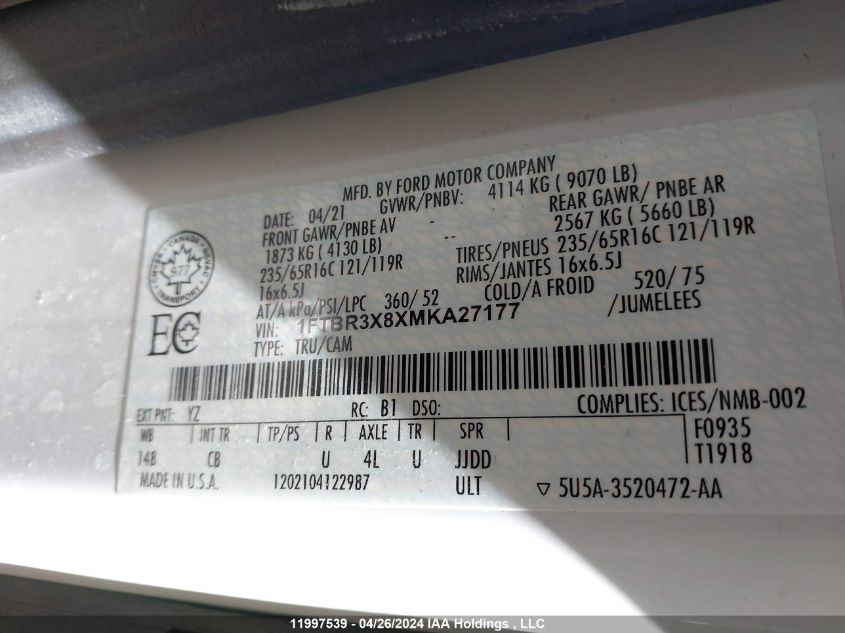 MFD. BY FORD MOTOR COMPANY
DATE: 04/21 GVWR/PNBV: 4114 KG ( 9070 LB)
FRONT GAWR/PNBE AV - REAR GAWR/ PNBE AR
1873 KG ( 4130 LB) -- 2567 KG ( 5660 LB)
235/65R16C 121/119R TIRES/PNEUS 235/65R16C 121/119R
16x6.5J RIMS/JANTES 16x6.5J
AT/A kPa/PSI/LPC 360/ 52 COLD/A FROID 520/ 75
VIN: 1FTBR3X8XMKA27177 /JUMELEES
TYPE: TRU/CAM
CANADA
TRANSPORT
977
EC
EXT PNT: YZ RC: B1 DSO: COMPLIES: ICES/NMB-002
WB INT TR TP/PS R AXLE TR SPR F0935
148 CB U 4L U JJDD T1918
MADE IN U.S.A. 1202104122987 ULT ▽ 5U5A-3520472-AA
11997539 - 04/26/2024 IAA Holdings , LLC